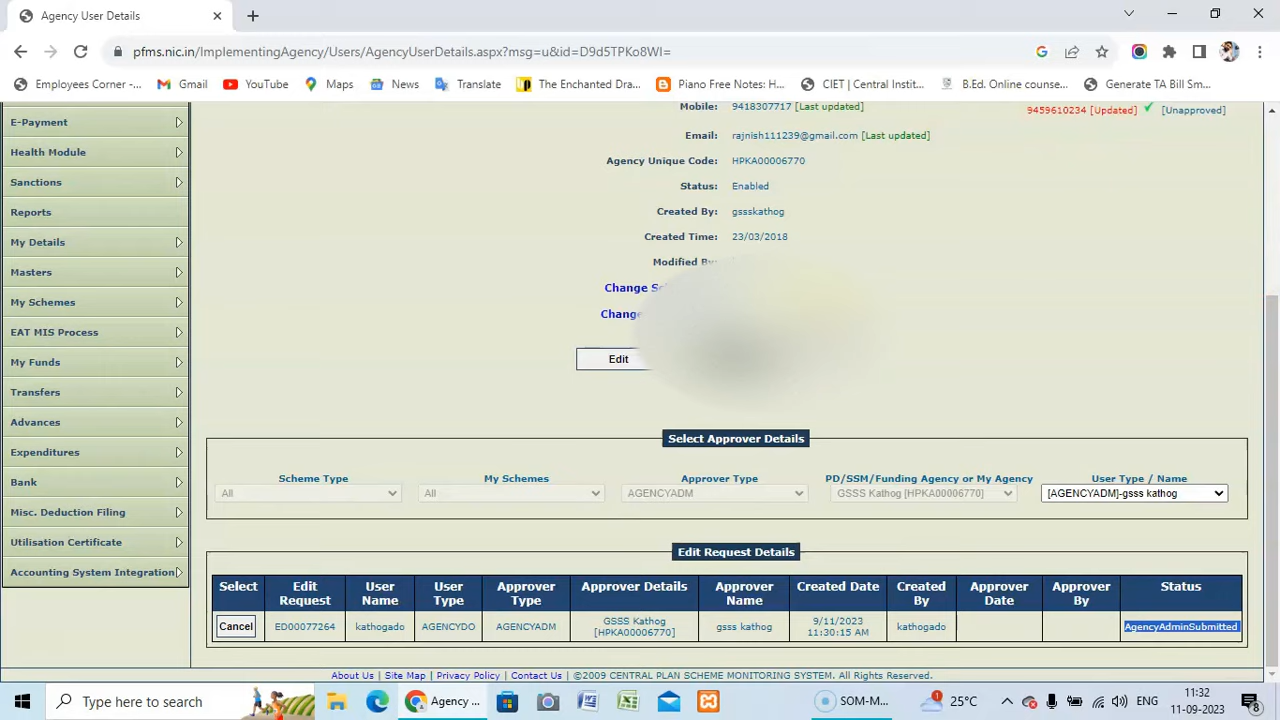 Agency User Details
pfms.nic.in/ImplementingAgency/Users/AgencyUserDetails.aspx?msg=u&id=D9d5TPKo8WI=
Employees Corner -... Gmail YouTube Maps News Translate The Enchanted Dra... Piano Free Notes: H... CIET | Central Instit... B.Ed. Online counse... Generate TA Bill Sm...
Mobile: 9418307717 [Last updated] 9459610234 [Updated] [Unapproved]
E-Payment
Email: rajnish111239@gmail.com [Last updated]
Health Module
Agency Unique Code: HPKA00006770
Sanctions
Status: Enabled
Reports
Created By: gssskathog
My Details
Created Time: 23/03/2018
Modified By:
Masters
Change
My Schemes
Change
EAT MIS Process
My Funds
Edit
Transfers
Advances
Select Approver Details
Expenditures
Scheme Type My Schemes Approver Type PD/SSM/Funding Agency or My Agency User Type / Name
Bank
All All AGENCYADM GSSS Kathog [HPKA00006770] [AGENCYADM]-gsss kathog
Misc. Deduction Filing
Utilisation Certificate
Edit Request Details
Accounting System Integration
Select Edit Request User Name User Type Approver Type Approver Details Approver Name Created Date Created By Approver Date Approver By Status
Cancel ED00077264 kathogado AGENCYDO AGENCYADM GSSS Kathog [HPKA00006770] gsss kathog 9/11/2023 11:30:15 AM kathogado AgencyAdminSubmitted
About Us | Site Map | Privacy Policy | Contact Us | ©2009 CENTRAL PLAN SCHEME MONITORING SYSTEM. All Rights Reserved.
Type here to search
Agency ...
SOM-M...
25°C
ENG
11:32
11-09-2023
8